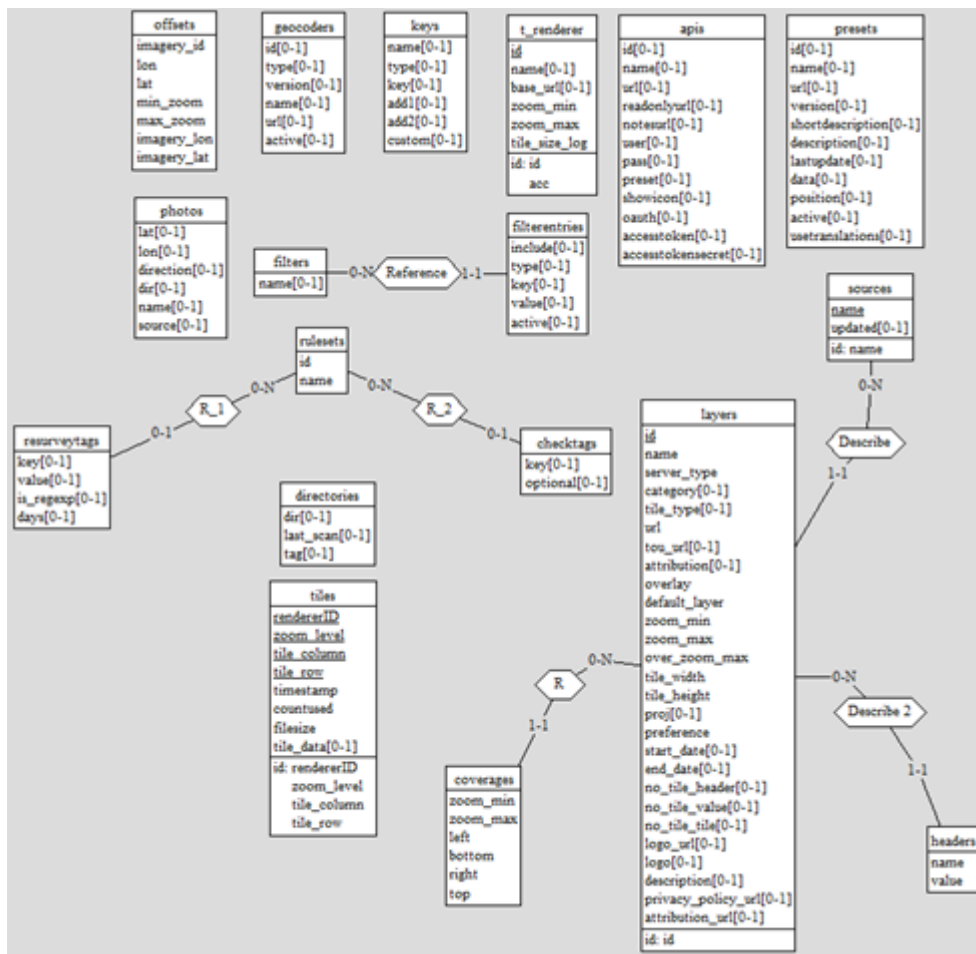 offsets
imagery_id
lon
lat
min_zoom
max_zoom
imagery_lon
imagery_lat
geocoders
id[0-1]
type[0-1]
version[0-1]
name[0-1]
url[0-1]
active[0-1]
keys
name[0-1]
type[0-1]
key[0-1]
add1[0-1]
add2[0-1]
custom[0-1]
t_renderer
id
name[0-1]
base_url[0-1]
zoom_min
zoom_max
tile_size_log
id: id
acc
apis
id[0-1]
name[0-1]
url[0-1]
readonlyurl[0-1]
notesurl[0-1]
user[0-1]
pass[0-1]
preset[0-1]
showicon[0-1]
oauth[0-1]
accesstoken[0-1]
accesstokensecret[0-1]
presets
id[0-1]
name[0-1]
url[0-1]
version[0-1]
shortdescription[0-1]
description[0-1]
lastupdate[0-1]
data[0-1]
position[0-1]
active[0-1]
usetranslations[0-1]
photos
lat[0-1]
lon[0-1]
direction[0-1]
dir[0-1]
name[0-1]
source[0-1]
filters
name[0-1]
0-N
Reference
1-1
filterentries
include[0-1]
type[0-1]
key[0-1]
value[0-1]
active[0-1]
sources
name
updated[0-1]
id: name
0-N
Describe
1-1
rulesets
id
name
0-N
R_1
0-1
0-N
R_2
0-1
resurveytags
key[0-1]
value[0-1]
is_regexp[0-1]
days[0-1]
checktags
key[0-1]
optional[0-1]
directories
dir[0-1]
last_scan[0-1]
tag[0-1]
tiles
rendererID
zoom_level
tile_column
tile_row
timestamp
countused
filesize
tile_data[0-1]
id: rendererID
zoom_level
tile_column
tile_row
layers
id
name
server_type
category[0-1]
tile_type[0-1]
url
tou_url[0-1]
attribution[0-1]
overlay
default_layer
zoom_min
zoom_max
over_zoom_max
tile_width
tile_height
proj[0-1]
preference
start_date[0-1]
end_date[0-1]
no_tile_header[0-1]
no_tile_value[0-1]
no_tile_tile[0-1]
logo_url[0-1]
logo[0-1]
description[0-1]
privacy_policy_url[0-1]
attribution_url[0-1]
id: id
0-N
R
1-1
coverages
zoom_min
zoom_max
left
bottom
right
top
0-N
Describe 2
1-1
headers
name
value